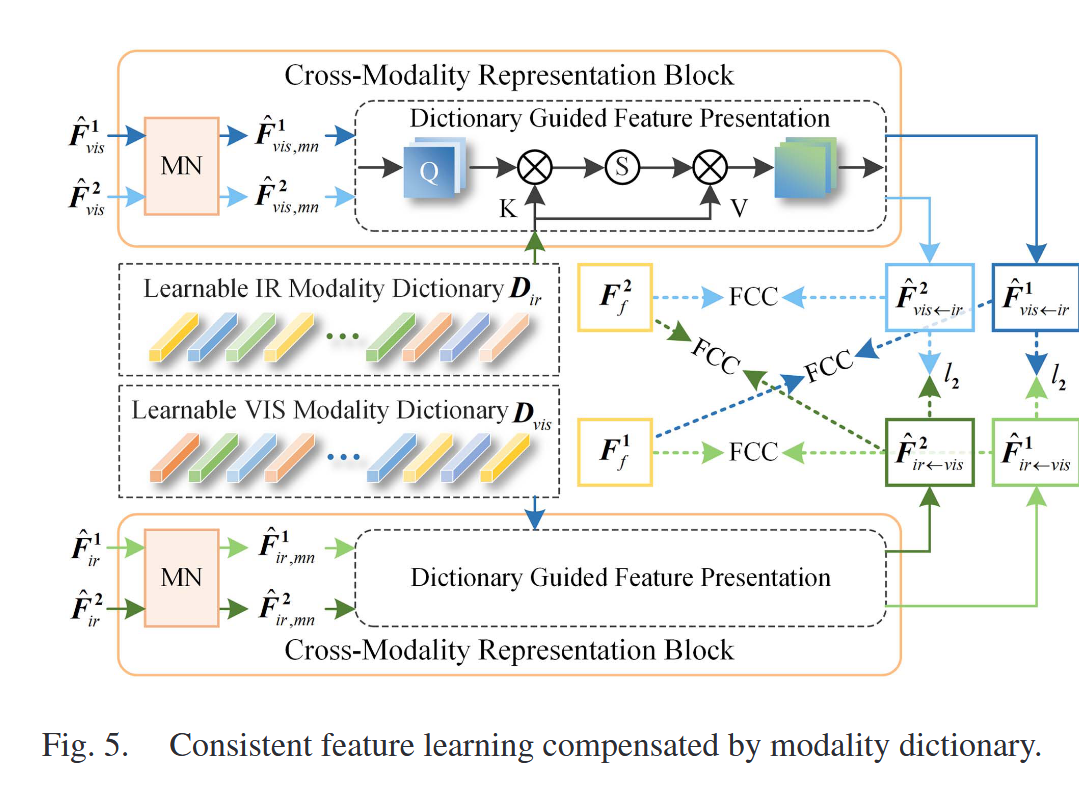 Cross-Modality Representation Block
Dictionary Guided Feature Presentation
F̂¹vis
MN
F̂¹vis,mn
F̂²vis
F̂²vis,mn
Q
S
K
V
Learnable IR Modality Dictionary Dir
...
Learnable VIS Modality Dictionary Dvis
...
F²f
FCC
F̂²vis←ir
F̂¹vis←ir
FCC
FCC
l2
l2
F¹f
FCC
F̂²ir←vis
F̂¹ir←vis
F̂¹ir
MN
F̂¹ir,mn
F̂²ir
F̂²ir,mn
Dictionary Guided Feature Presentation
Cross-Modality Representation Block
Fig. 5. Consistent feature learning compensated by modality dictionary.